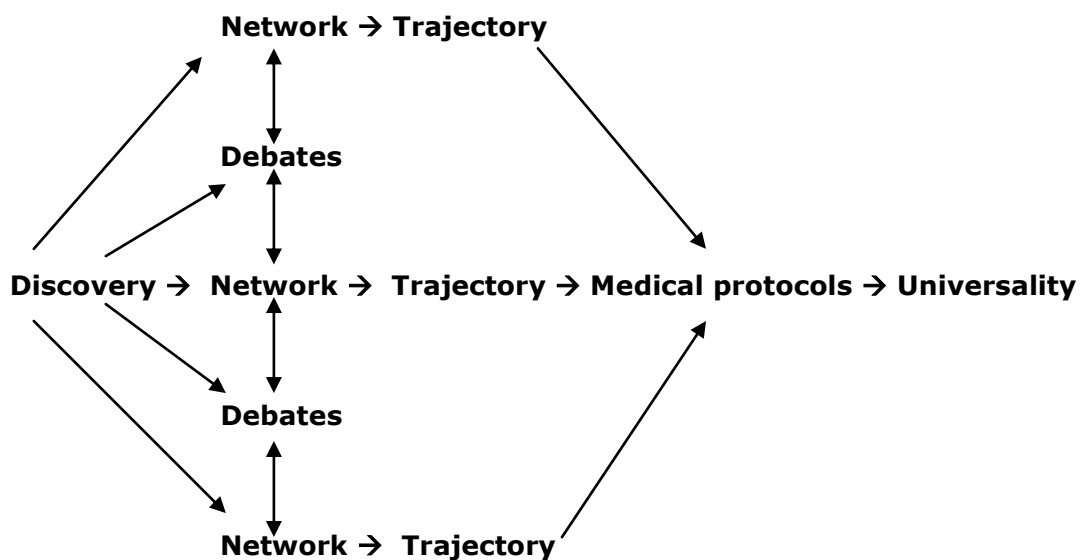 Network → Trajectory
Debates
Discovery → Network → Trajectory → Medical protocols → Universality
Debates
Network → Trajectory